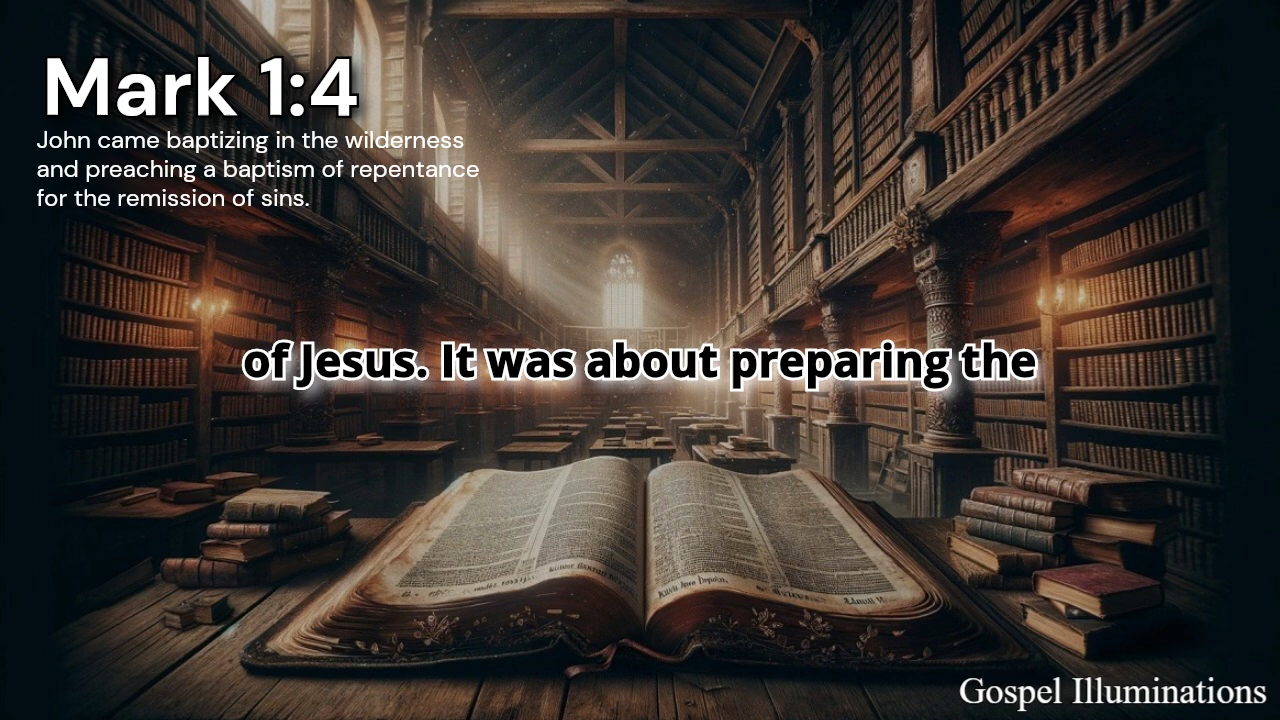 Mark 1:4
John came baptizing in the wilderness
and preaching a baptism of repentance
for the remission of sins.
of Jesus. It was about preparing the
Gospel Illuminations